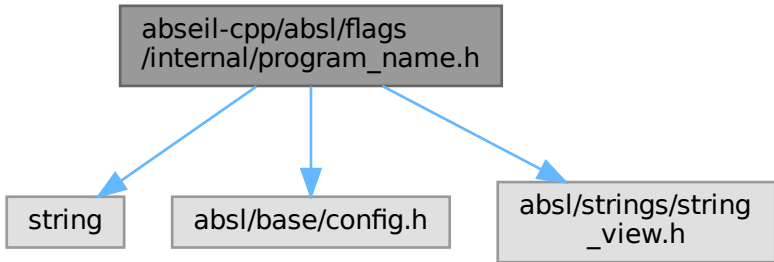 abseil-cpp/absl/flags
/internal/program_name.h
string
absl/base/config.h
absl/strings/string
_view.h